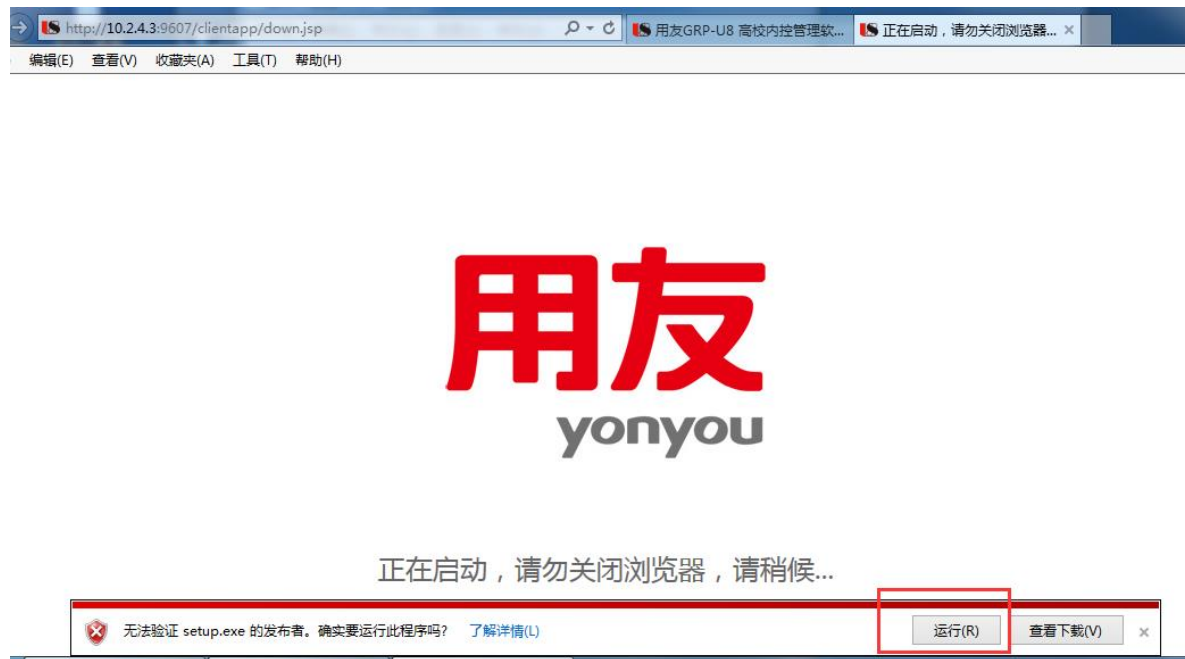 http://10.2.4.3:9607/clientapp/down.jsp
用友GRP-U8 高校内控管理软...
正在启动，请勿关闭浏览器...
编辑(E) 查看(V) 收藏夹(A) 工具(T) 帮助(H)
用友
yonyou
正在启动，请勿关闭浏览器，请稍候...
无法验证 setup.exe 的发布者。确实要运行此程序吗? 了解详情(L) 运行(R) 查看下载(V)